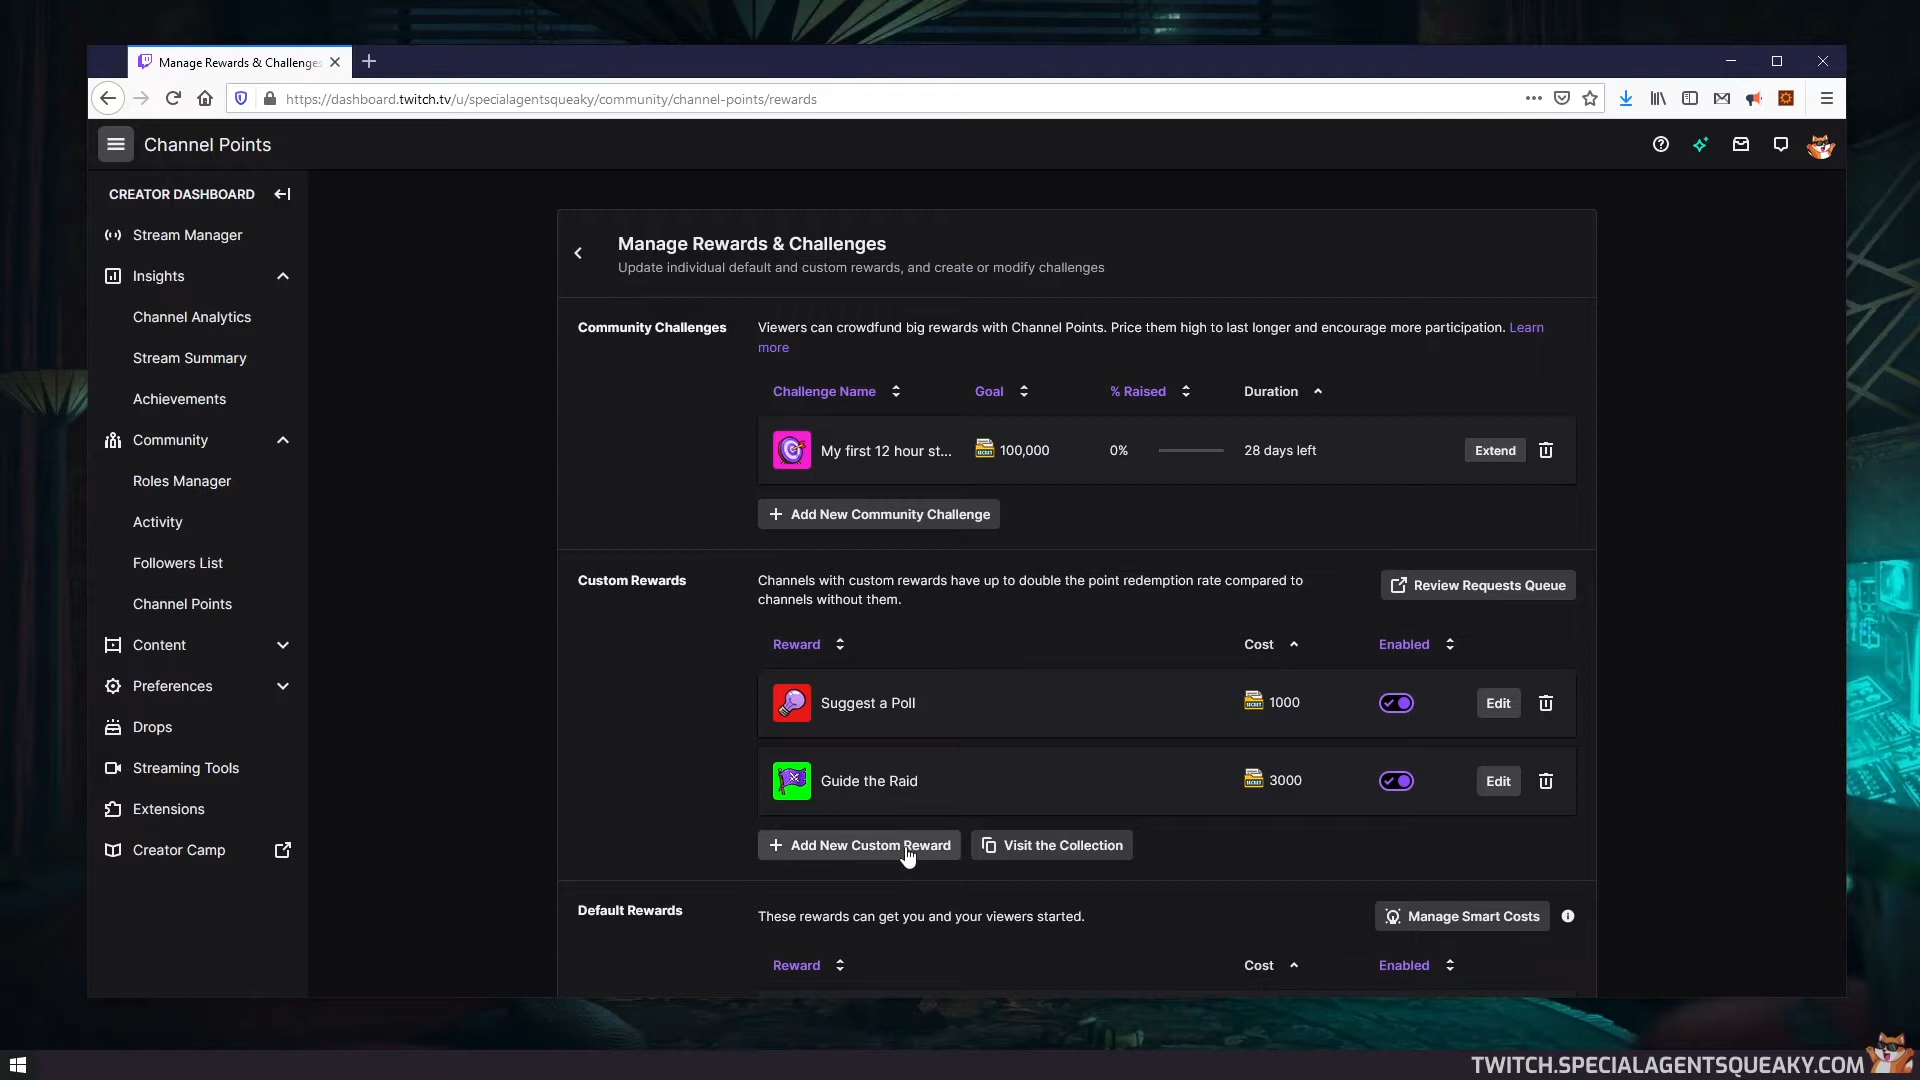 Manage Rewards & Challenges
https://dashboard.twitch.tv/u/specialagentsqueaky/community/channel-points/rewards
Channel Points
CREATOR DASHBOARD
Stream Manager
Insights
Channel Analytics
Stream Summary
Achievements
Community
Roles Manager
Activity
Followers List
Channel Points
Content
Preferences
Drops
Streaming Tools
Extensions
Creator Camp
Manage Rewards & Challenges
Update individual default and custom rewards, and create or modify challenges
Community Challenges
Viewers can crowdfund big rewards with Channel Points. Price them high to last longer and encourage more participation. Learn
more
Challenge Name Goal % Raised Duration
My first 12 hour st... SECRET 100,000 0% 28 days left Extend
Add New Community Challenge
Custom Rewards
Channels with custom rewards have up to double the point redemption rate compared to
channels without them.
Review Requests Queue
Reward Cost Enabled
Suggest a Poll SECRET 1000 Edit
Guide the Raid SECRET 3000 Edit
Add New Custom Reward Visit the Collection
Default Rewards These rewards can get you and your viewers started. Manage Smart Costs
Reward Cost Enabled
TWITCH.SPECIALAGENTSQUEAKY.COM